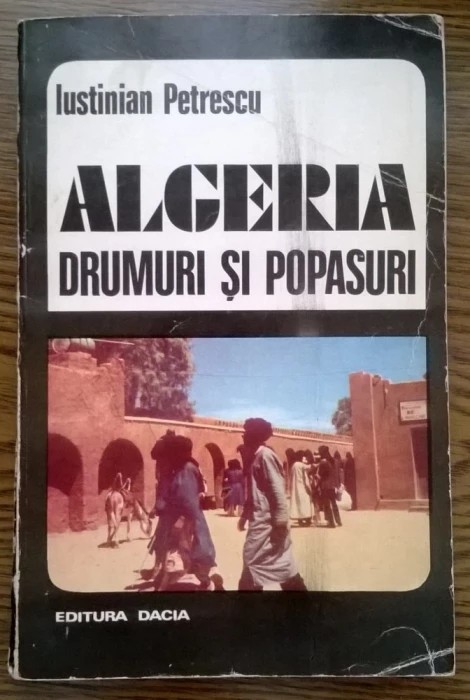 Iustinian Petrescu
ALGERIA
DRUMURI ȘI POPASURI
EDITURA DACIA